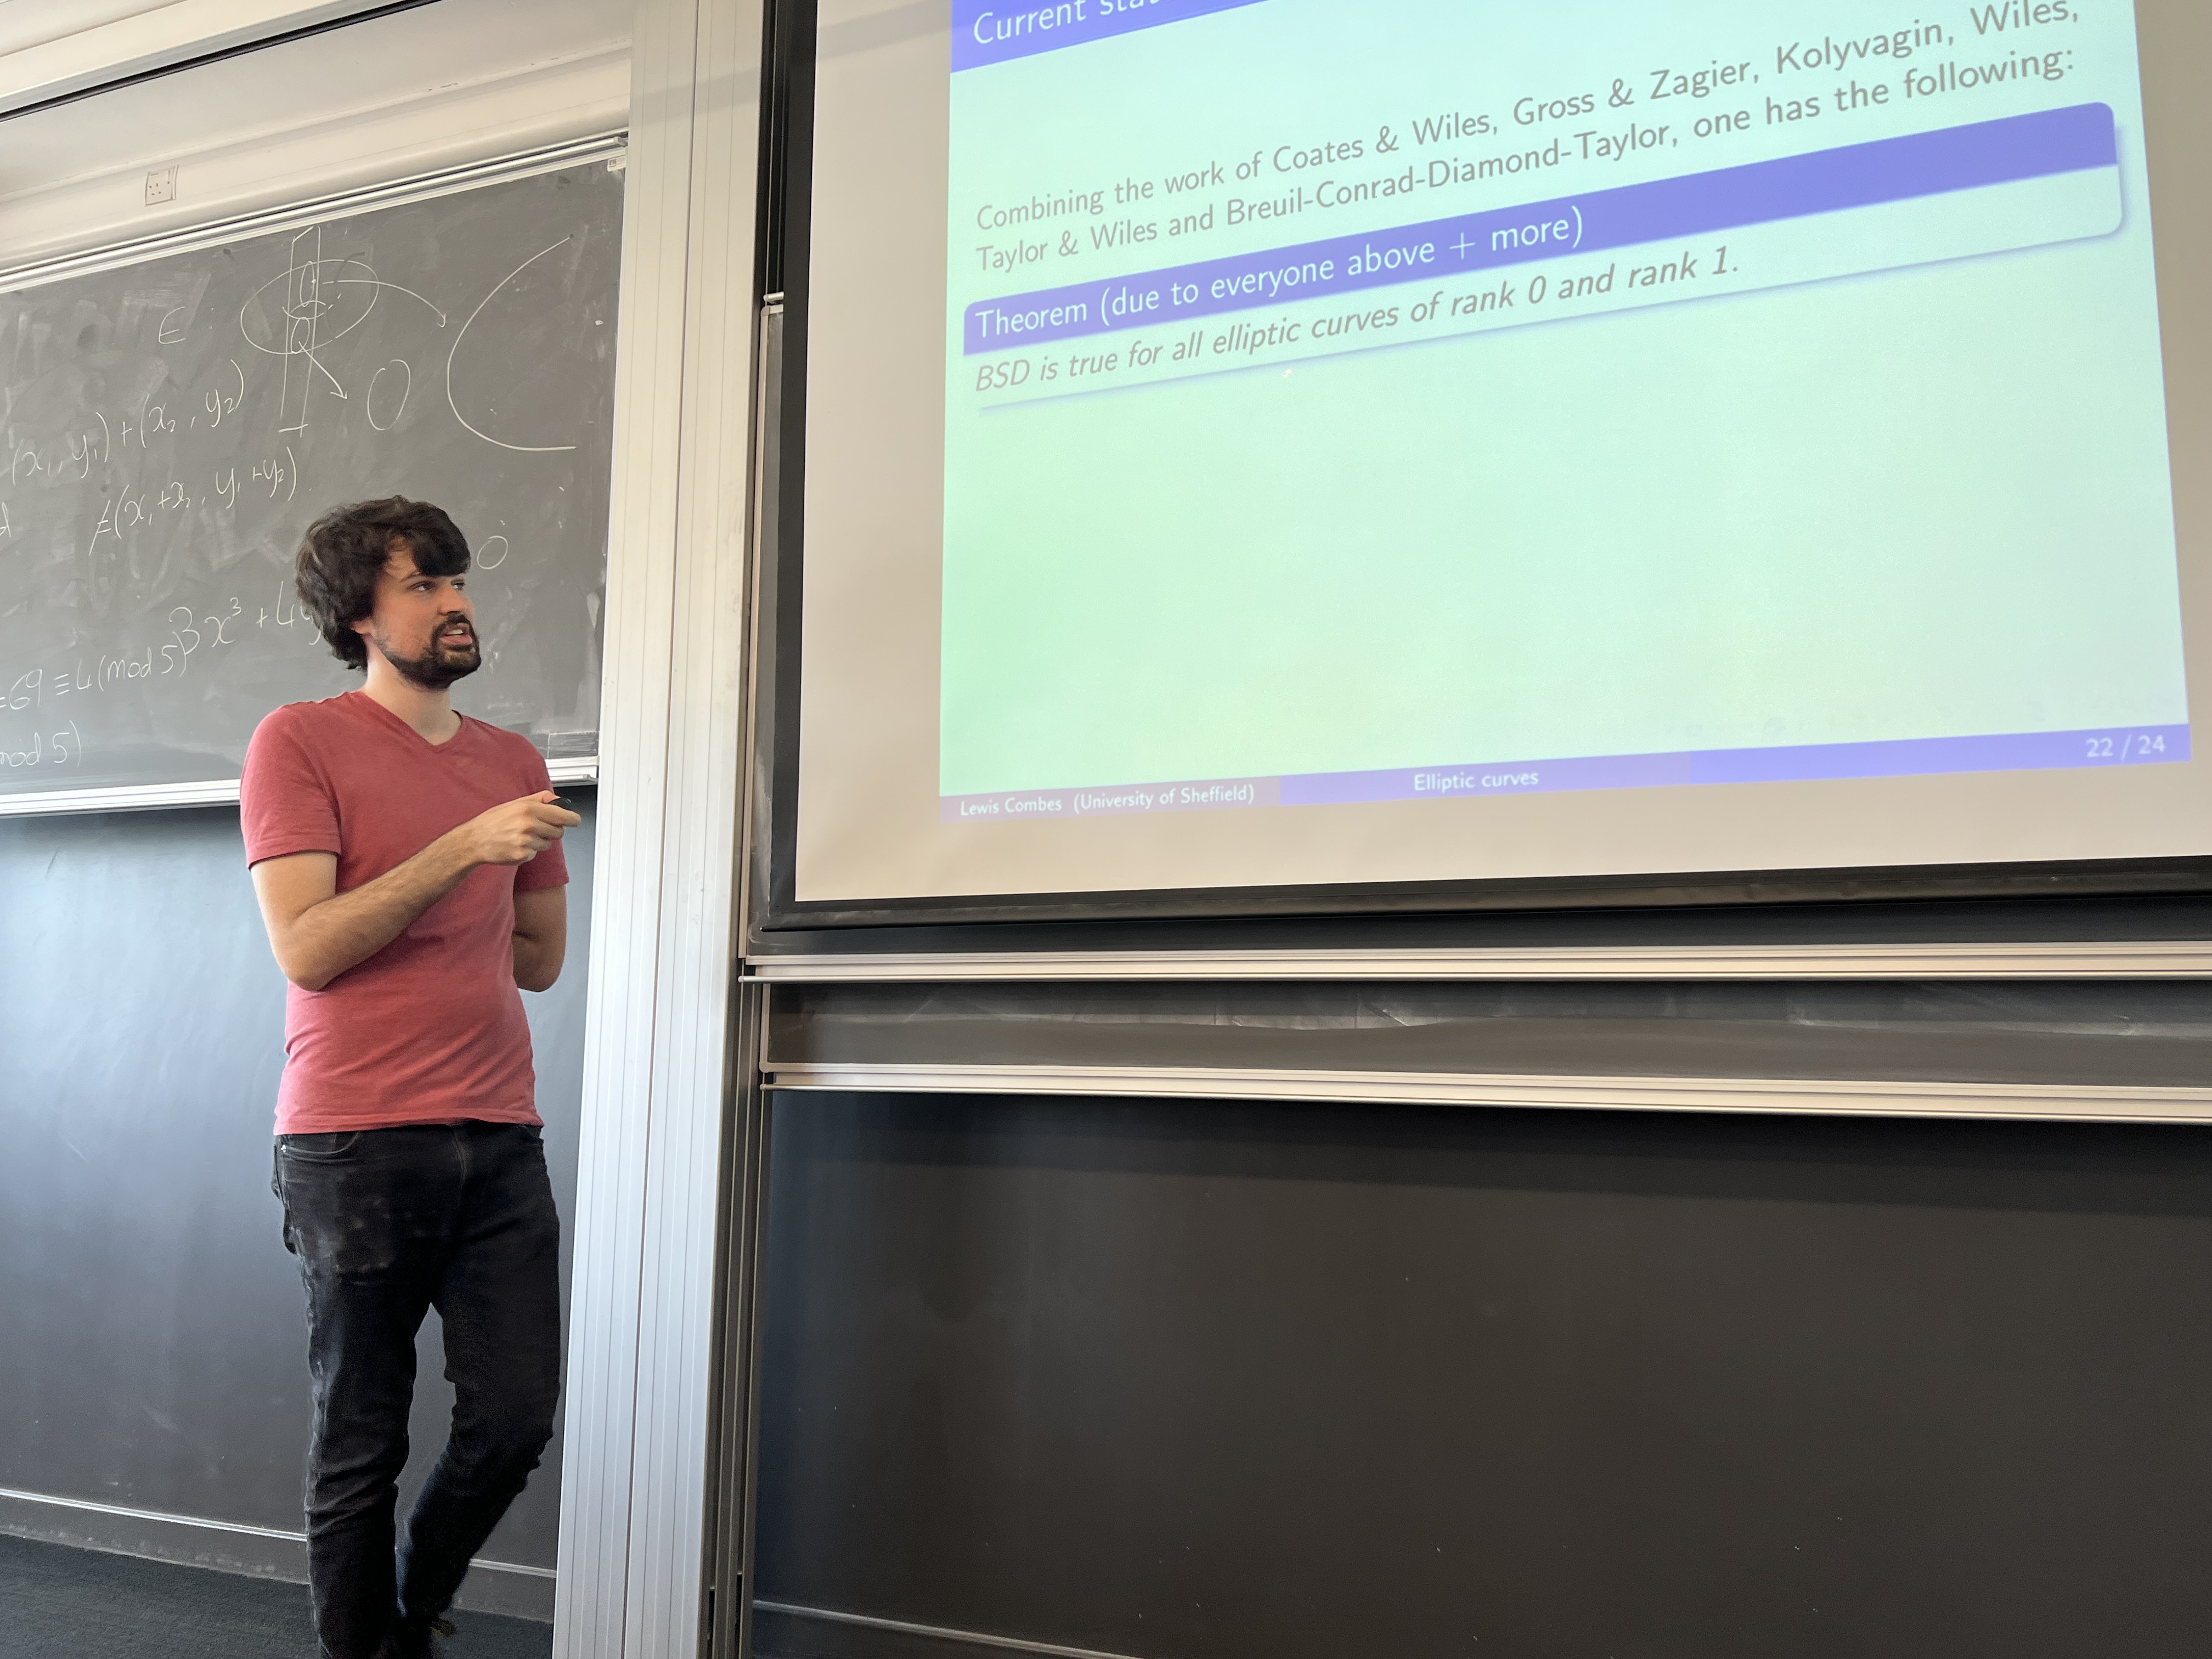 E :
(x₁, y₁) + (x₂, y₂)
≠ (x₁+x₂, y₁+y₂)
3x³ + 4y
≡ 69 ≡ 4 (mod 5)
mod 5)
Current
Combining the work of Coates & Wiles, Gross & Zagier, Kolyvagin, Wiles,
Taylor & Wiles and Breuil-Conrad-Diamond-Taylor, one has the following:
Theorem (due to everyone above + more)
BSD is true for all elliptic curves of rank 0 and rank 1.
Lewis Combes (University of Sheffield) Elliptic curves 22 / 24